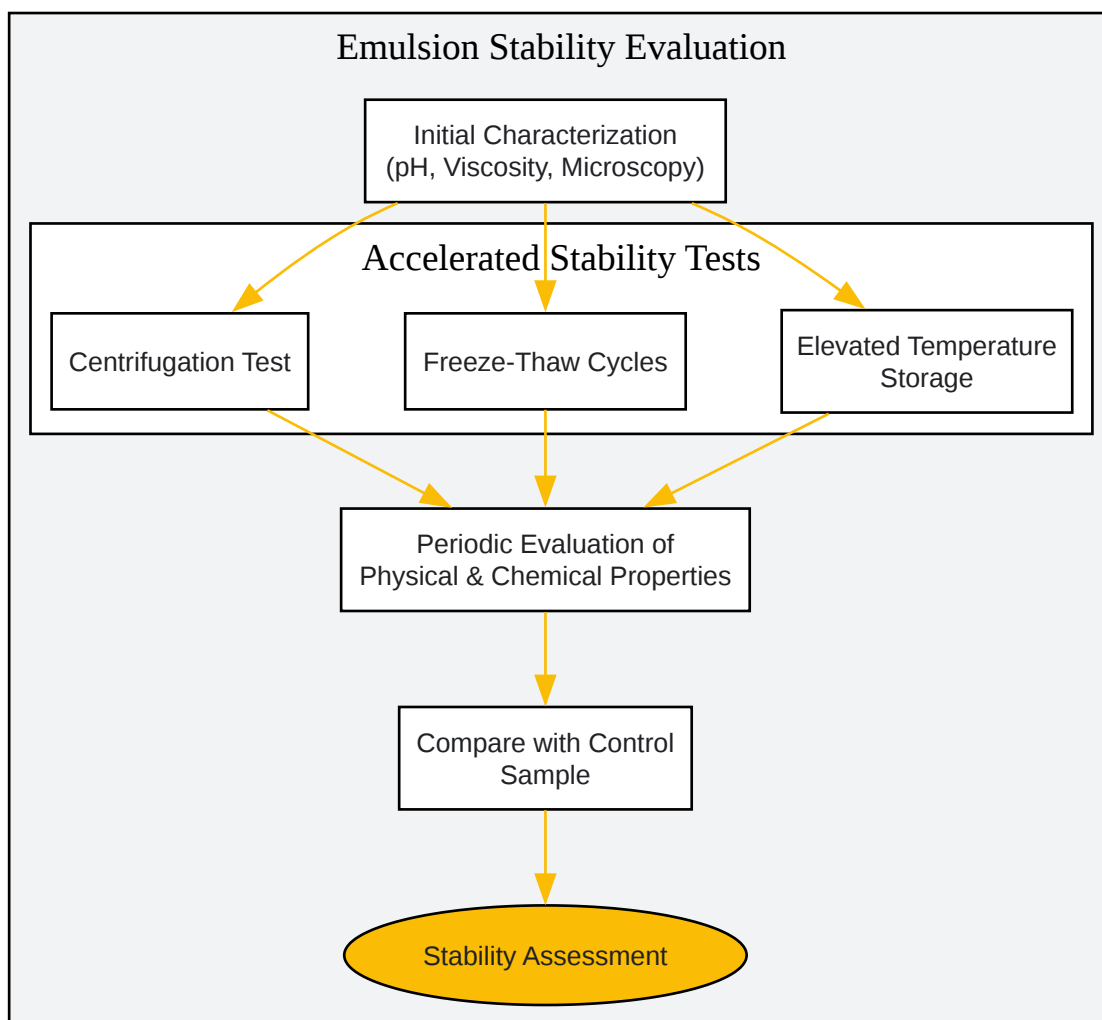 Emulsion Stability Evaluation
Initial Characterization
(pH, Viscosity, Microscopy)
Accelerated Stability Tests
Centrifugation Test
Freeze-Thaw Cycles
Elevated Temperature
Storage
Periodic Evaluation of
Physical & Chemical Properties
Compare with Control
Sample
Stability Assessment